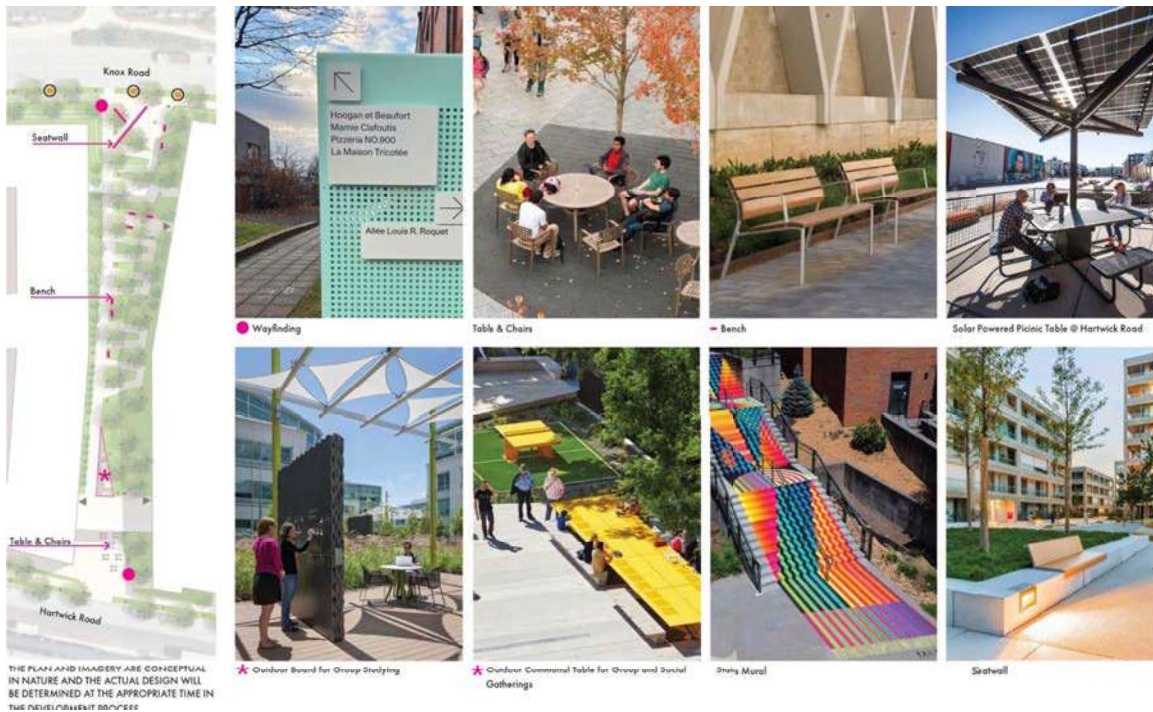 Knox Road
Seatwall
Bench
Table & Chairs
Hartwick Road
THE PLAN AND IMAGERY ARE CONCEPTUAL
IN NATURE AND THE ACTUAL DESIGN WILL
BE DETERMINED AT THE APPROPRIATE TIME IN
THE DEVELOPMENT PROCESS
Hoogan et Beaufort
Mamie Clafoutis
Pizzéria NO.900
La Maison Tricotée
Allée Louis R. Roquet
Wayfinding
Table & Chairs
Bench
Solar Powered Picinic Table @ Hartwick Road
Outdoor Board for Group Studying
Outdoor Communal Table for Group and Social
Gatherings
Stairs Mural
Seatwall